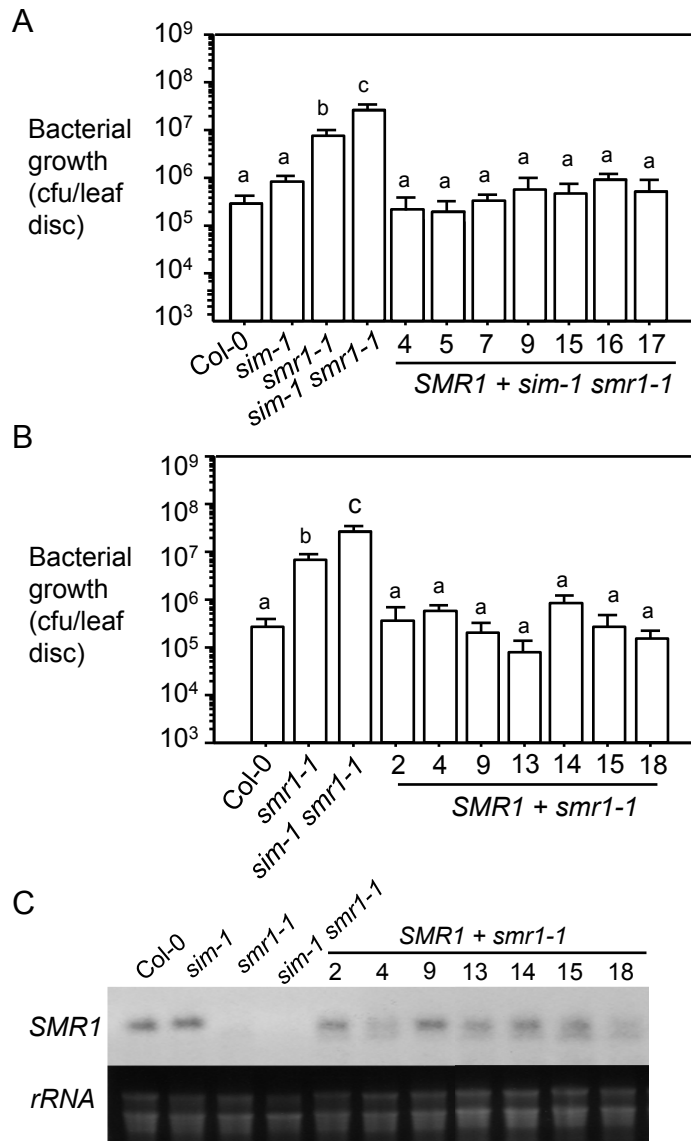 A
Bacterial
growth
(cfu/leaf
disc)
10⁹
10⁸
10⁷
10⁶
10⁵
10⁴
10³
a a b c a a a a a a a
Col-0 sim-1 smr1-1 sim-1 smr1-1 4 5 7 9 15 16 17
SMR1 + sim-1 smr1-1
B
Bacterial
growth
(cfu/leaf
disc)
10⁹
10⁸
10⁷
10⁶
10⁵
10⁴
10³
a b c a a a a a a a
Col-0 smr1-1 sim-1 smr1-1 2 4 9 13 14 15 18
SMR1 + smr1-1
C
Col-0 sim-1 smr1-1 sim-1 smr1-1
SMR1 + smr1-1
2 4 9 13 14 15 18
SMR1
rRNA